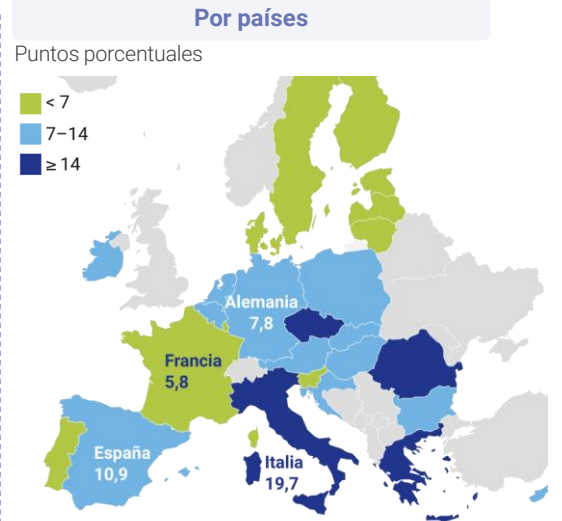 Por países
Puntos porcentuales
< 7
7–14
≥ 14
Alemania
7,8
Francia
5,8
España
10,9
Italia
19,7